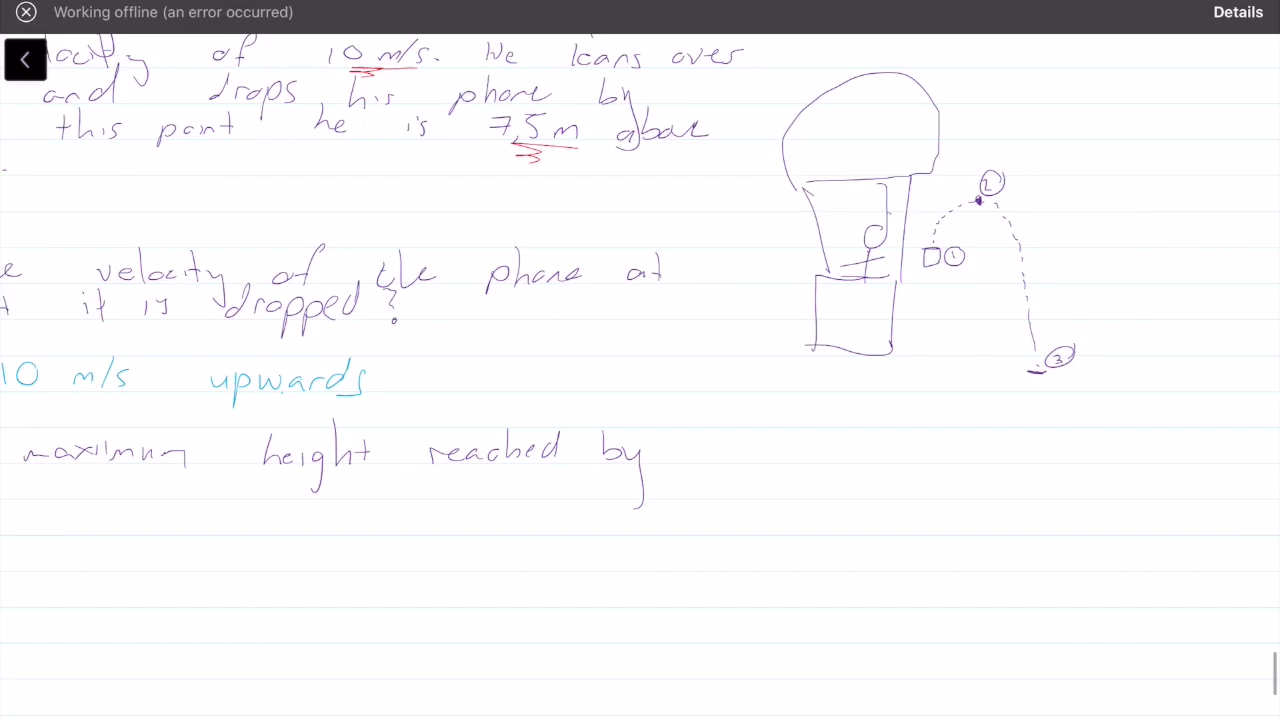 Working offline (an error occurred)
Details
locity of 10 m/s. He leans over
and drops his phone by
this point he is 7,5 m above
e velocity of the phone at
t it is dropped?
10 m/s upwards
maximum height reached by
2
1
3